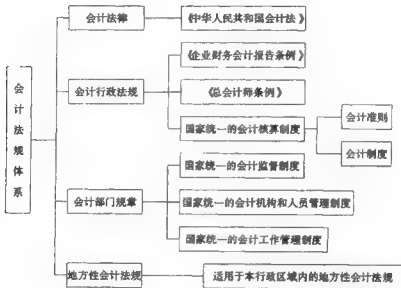 会计法规体系
会计法律
《中华人民共和国会计法》
会计行政法规
《企业财务会计报告条例》
《总会计师条例》
国家统一的会计核算制度
会计准则
会计制度
会计部门规章
国家统一的会计监督制度
国家统一的会计机构和人员管理制度
国家统一的会计工作管理制度
地方性会计法规
适用于本行政区域内的地方性会计法规